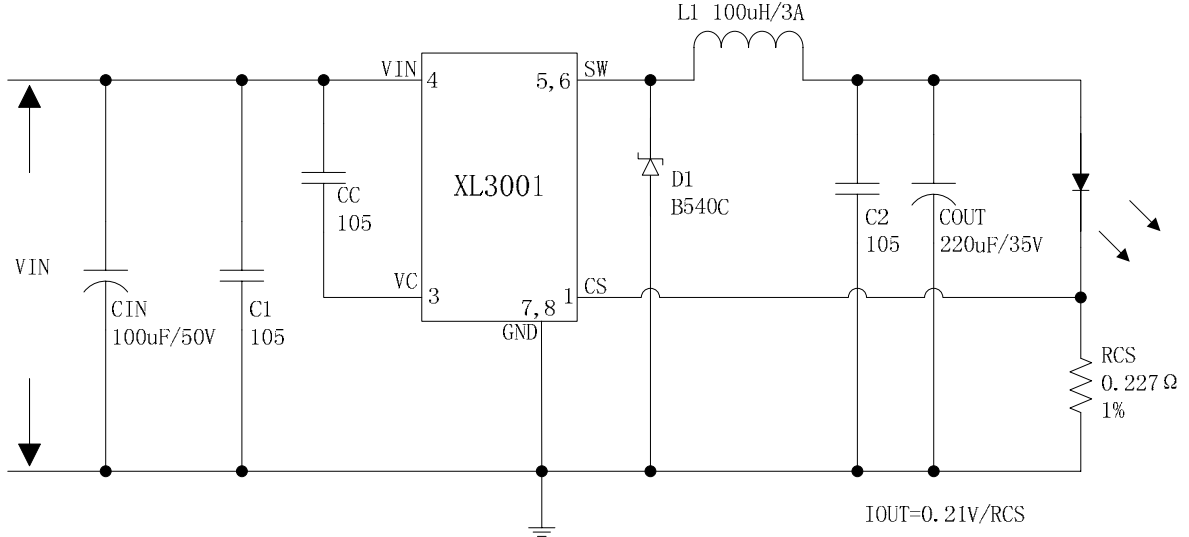 L1 100uH/3A
VIN
4
5,6
SW
XL3001
CC
105
D1
B540C
C2
105
COUT
220uF/35V
VIN
VC
3
1
CS
7,8
GND
CIN
100uF/50V
C1
105
RCS
0.227Ω
1%
IOUT=0.21V/RCS